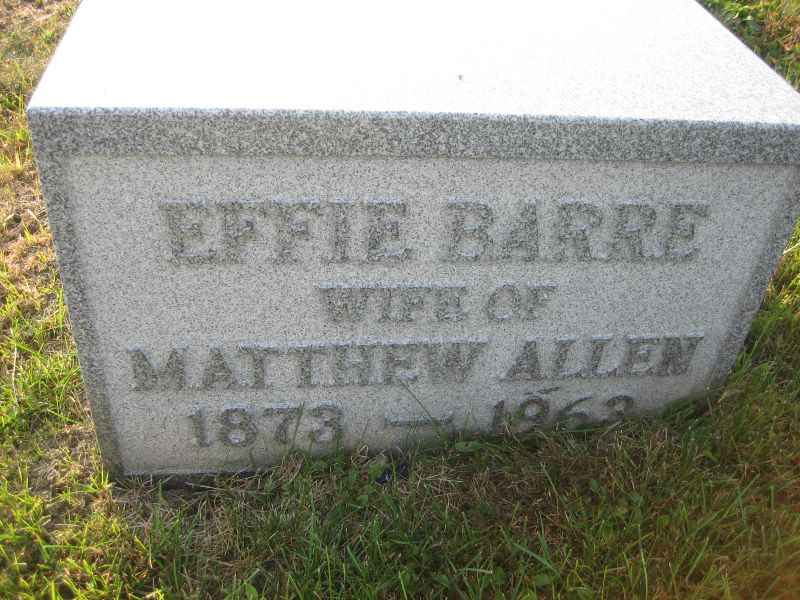 EFFIE BARRE
WIFE OF
MATTHEW ALLEN
1873 — 1963